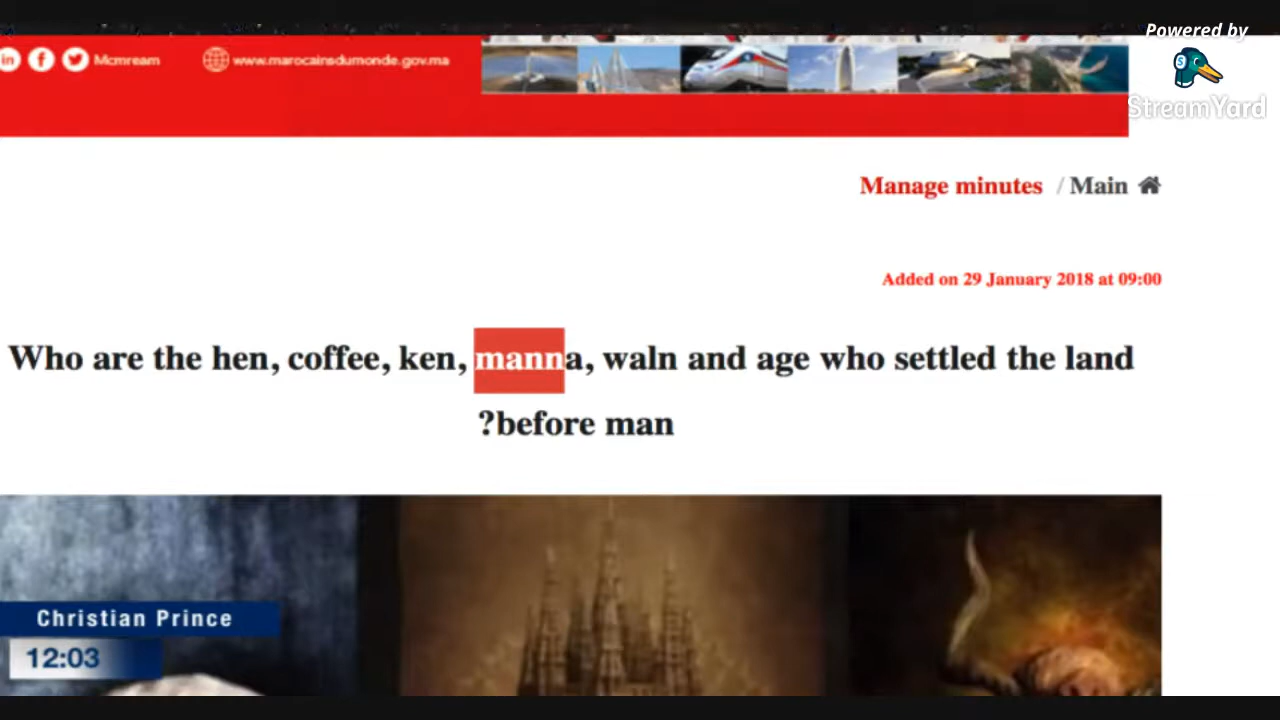 Powered by
StreamYard
in f Mcmream www.marocainsdumonde.gov.ma
Manage minutes / Main
Added on 29 January 2018 at 09:00
Who are the hen, coffee, ken, manna, waln and age who settled the land
?before man
Christian Prince
12:03